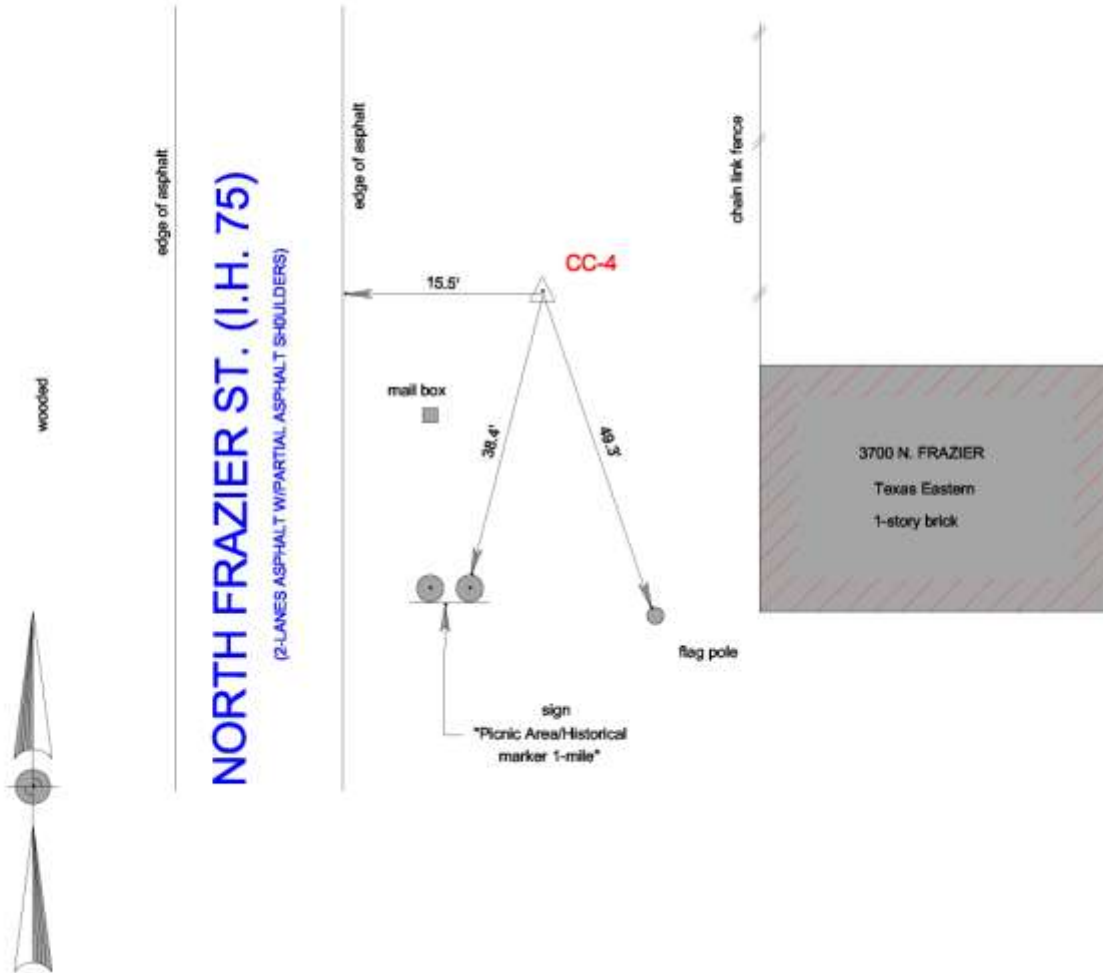 edge of asphalt
edge of asphalt
chain link fence
wooded
NORTH FRAZIER ST. (I.H. 75)
(2-LANES ASPHALT W/PARTIAL ASPHALT SHOULDERS)
CC-4
15.5'
mail box
38.4'
49.3'
3700 N. FRAZIER
Texas Eastern
1-story brick
flag pole
sign
"Picnic Area/Historical
marker 1-mile"